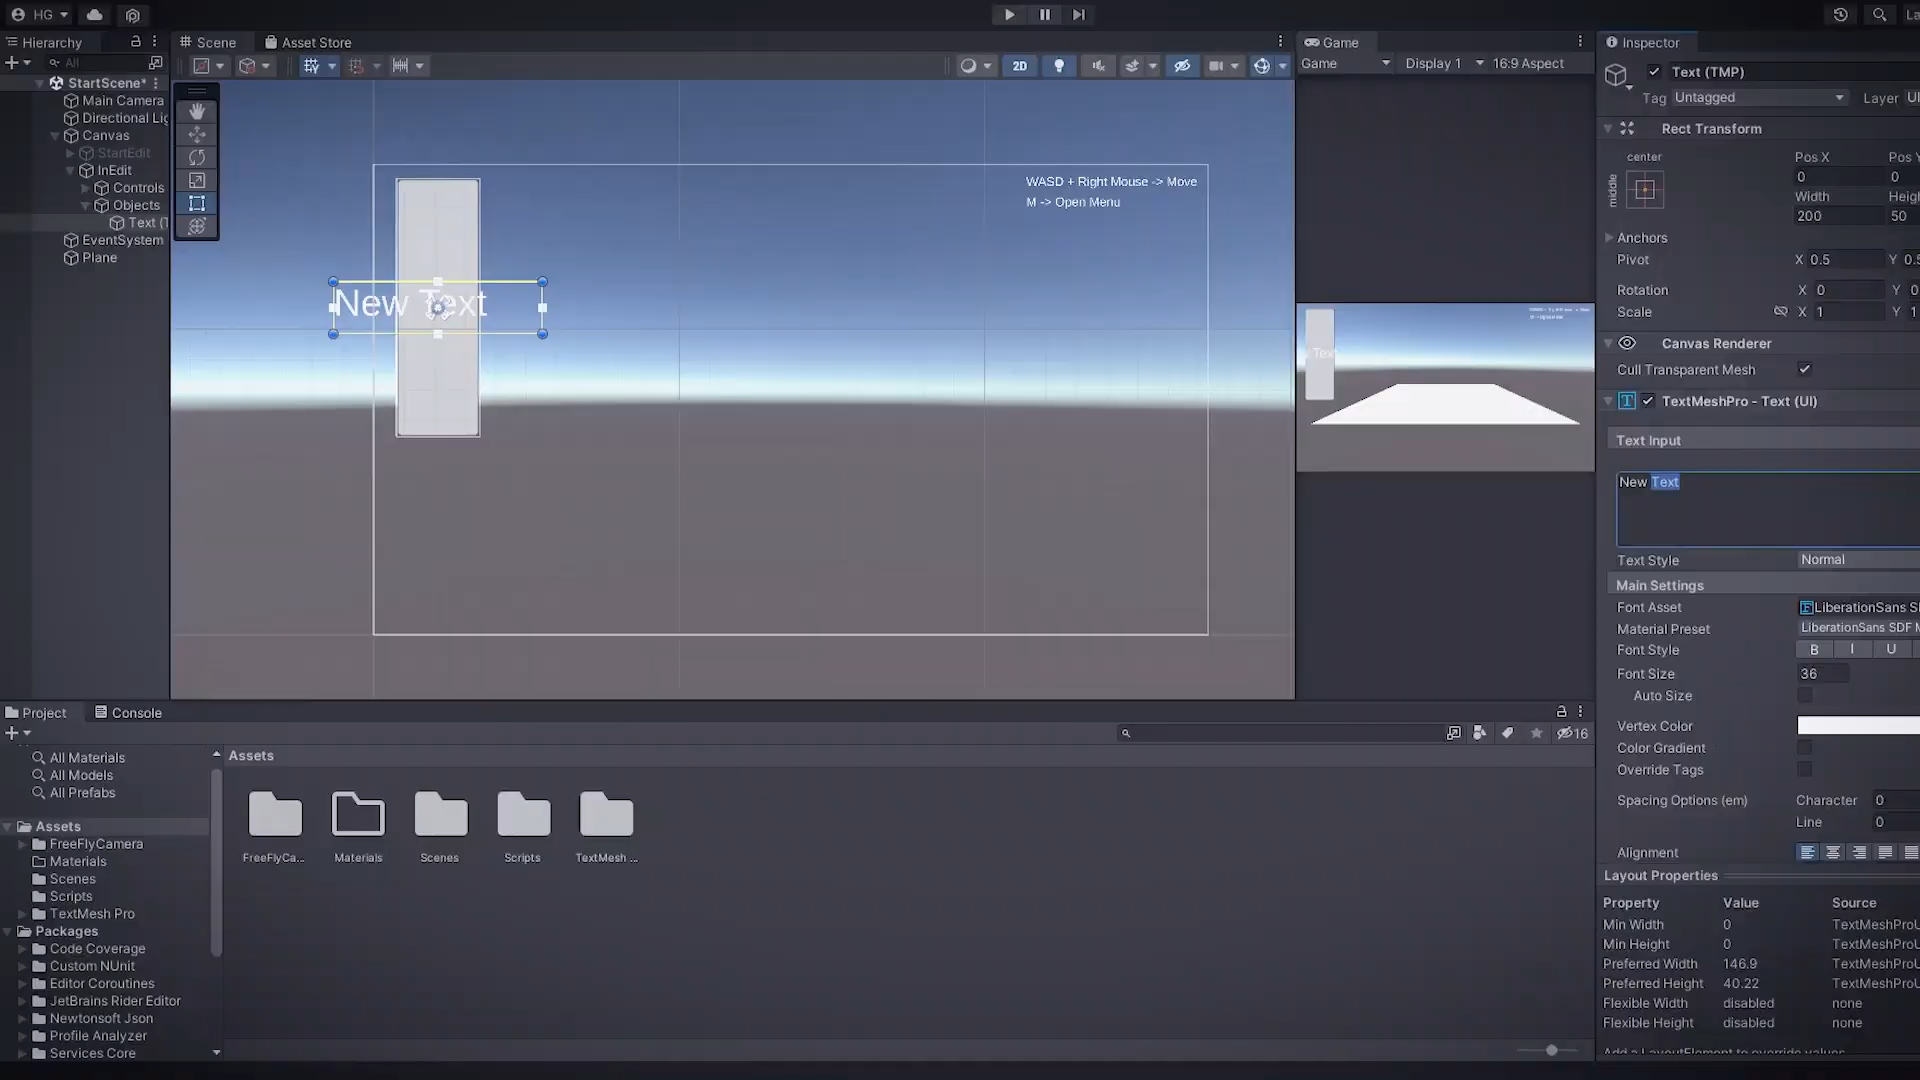 HG
La
Hierarchy
Scene
Asset Store
Game
Inspector
All
2D
Game
Display 1
16:9 Aspect
Text (TMP)
Tag
Untagged
Layer
UI
StartScene*
Main Camera
Directional Lig
Canvas
StartEdit
InEdit
Controls
Objects
Text (T
EventSystem
Plane
WASD + Right Mouse -> Move
M -> Open Menu
New Text
Rect Transform
center
middle
Pos X
Pos Y
0
0
Width
Heigh
200
50
Anchors
Pivot
X 0.5
Y 0.5
Rotation
X 0
Y 0
Scale
X 1
Y 1
Canvas Renderer
Cull Transparent Mesh
TextMeshPro - Text (UI)
Text Input
New Text
Text Style
Normal
Main Settings
Font Asset
LiberationSans S
Material Preset
LiberationSans SDF M
Font Style
B
I
U
Font Size
36
Auto Size
Vertex Color
Color Gradient
Override Tags
Spacing Options (em)
Character
0
Line
0
Alignment
Layout Properties
Property
Value
Source
Min Width
0
TextMeshProU
Min Height
0
TextMeshProU
Preferred Width
146.9
TextMeshProU
Preferred Height
40.22
TextMeshProU
Flexible Width
disabled
none
Flexible Height
disabled
none
Add a LayoutElement to override values
Project
Console
16
All Materials
All Models
All Prefabs
Assets
FreeFlyCamera
Materials
Scenes
Scripts
TextMesh Pro
Packages
Code Coverage
Custom NUnit
Editor Coroutines
JetBrains Rider Editor
Newtonsoft Json
Profile Analyzer
Services Core
Assets
FreeFlyCa...
Materials
Scenes
Scripts
TextMesh ...